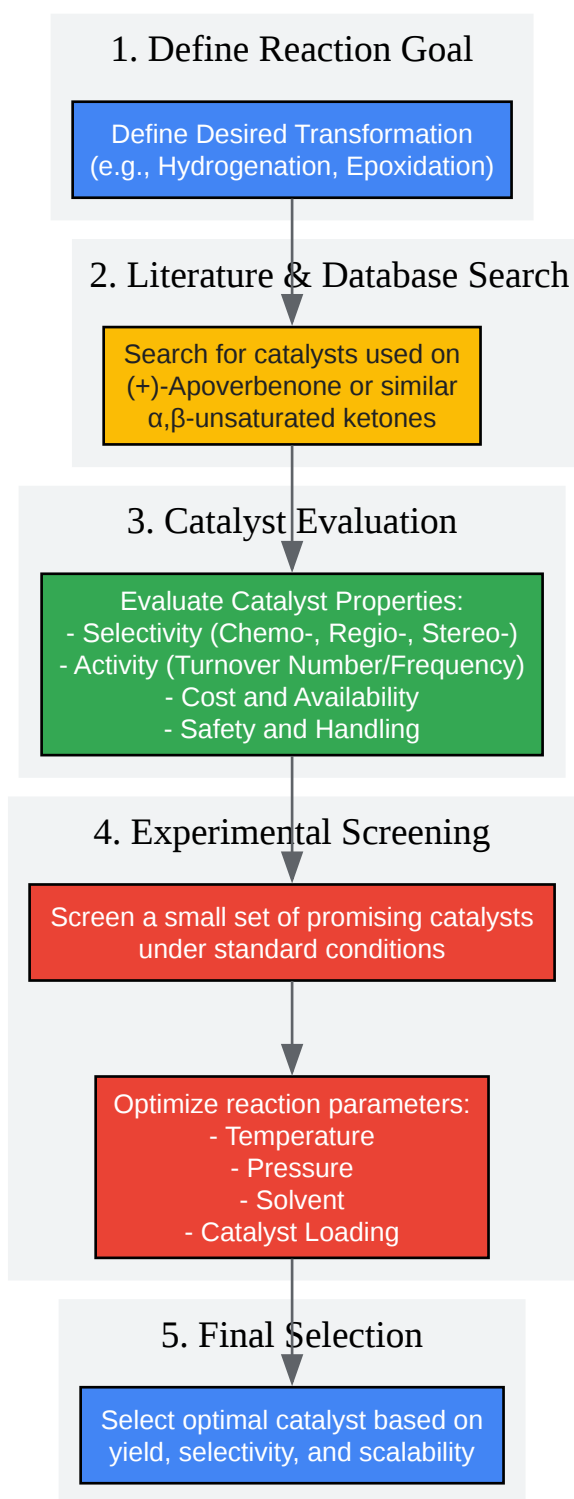 1. Define Reaction Goal
Define Desired Transformation
(e.g., Hydrogenation, Epoxidation)
2. Literature & Database Search
Search for catalysts used on
(+)-Apoverbenone or similar
α,β-unsaturated ketones
3. Catalyst Evaluation
Evaluate Catalyst Properties:
- Selectivity (Chemo-, Regio-, Stereo-)
- Activity (Turnover Number/Frequency)
- Cost and Availability
- Safety and Handling
4. Experimental Screening
Screen a small set of promising catalysts
under standard conditions
Optimize reaction parameters:
- Temperature
- Pressure
- Solvent
- Catalyst Loading
5. Final Selection
Select optimal catalyst based on
yield, selectivity, and scalability